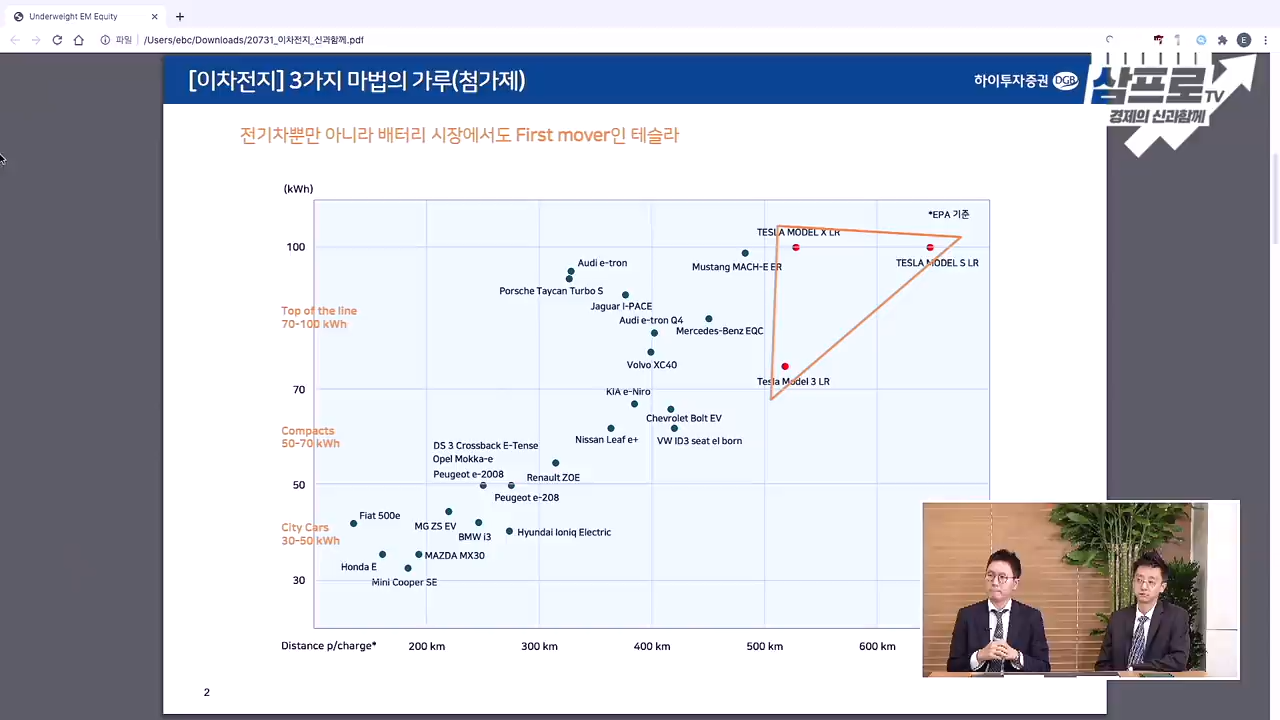 Underweight EM Equity
파일 /Users/ebc/Downloads/20731_이차전지_신과함께.pdf
E
[이차전지] 3가지 마법의 가루(첨가제)
하이투자증권 DGB
삼프로TV
경제의 신과함께
전기차뿐만 아니라 배터리 시장에서도 First mover인 테슬라
(kWh)
*EPA 기준
TESLA MODEL X LR
100
Audi e-tron
Mustang MACH-E ER
TESLA MODEL S LR
Porsche Taycan Turbo S
Jaguar I-PACE
Top of the line
70-100 kWh
Audi e-tron Q4
Mercedes-Benz EQC
Volvo XC40
Tesla Model 3 LR
70
KIA e-Niro
Chevrolet Bolt EV
Compacts
50-70 kWh
Nissan Leaf e+
VW ID3 seat el born
DS 3 Crossback E-Tense
Opel Mokka-e
Peugeot e-2008
Renault ZOE
50
Peugeot e-208
Fiat 500e
City Cars
30-50 kWh
MG ZS EV
BMW i3
Hyundai Ioniq Electric
MAZDA MX30
Honda E
Mini Cooper SE
30
Distance p/charge*
200 km
300 km
400 km
500 km
600 km
2